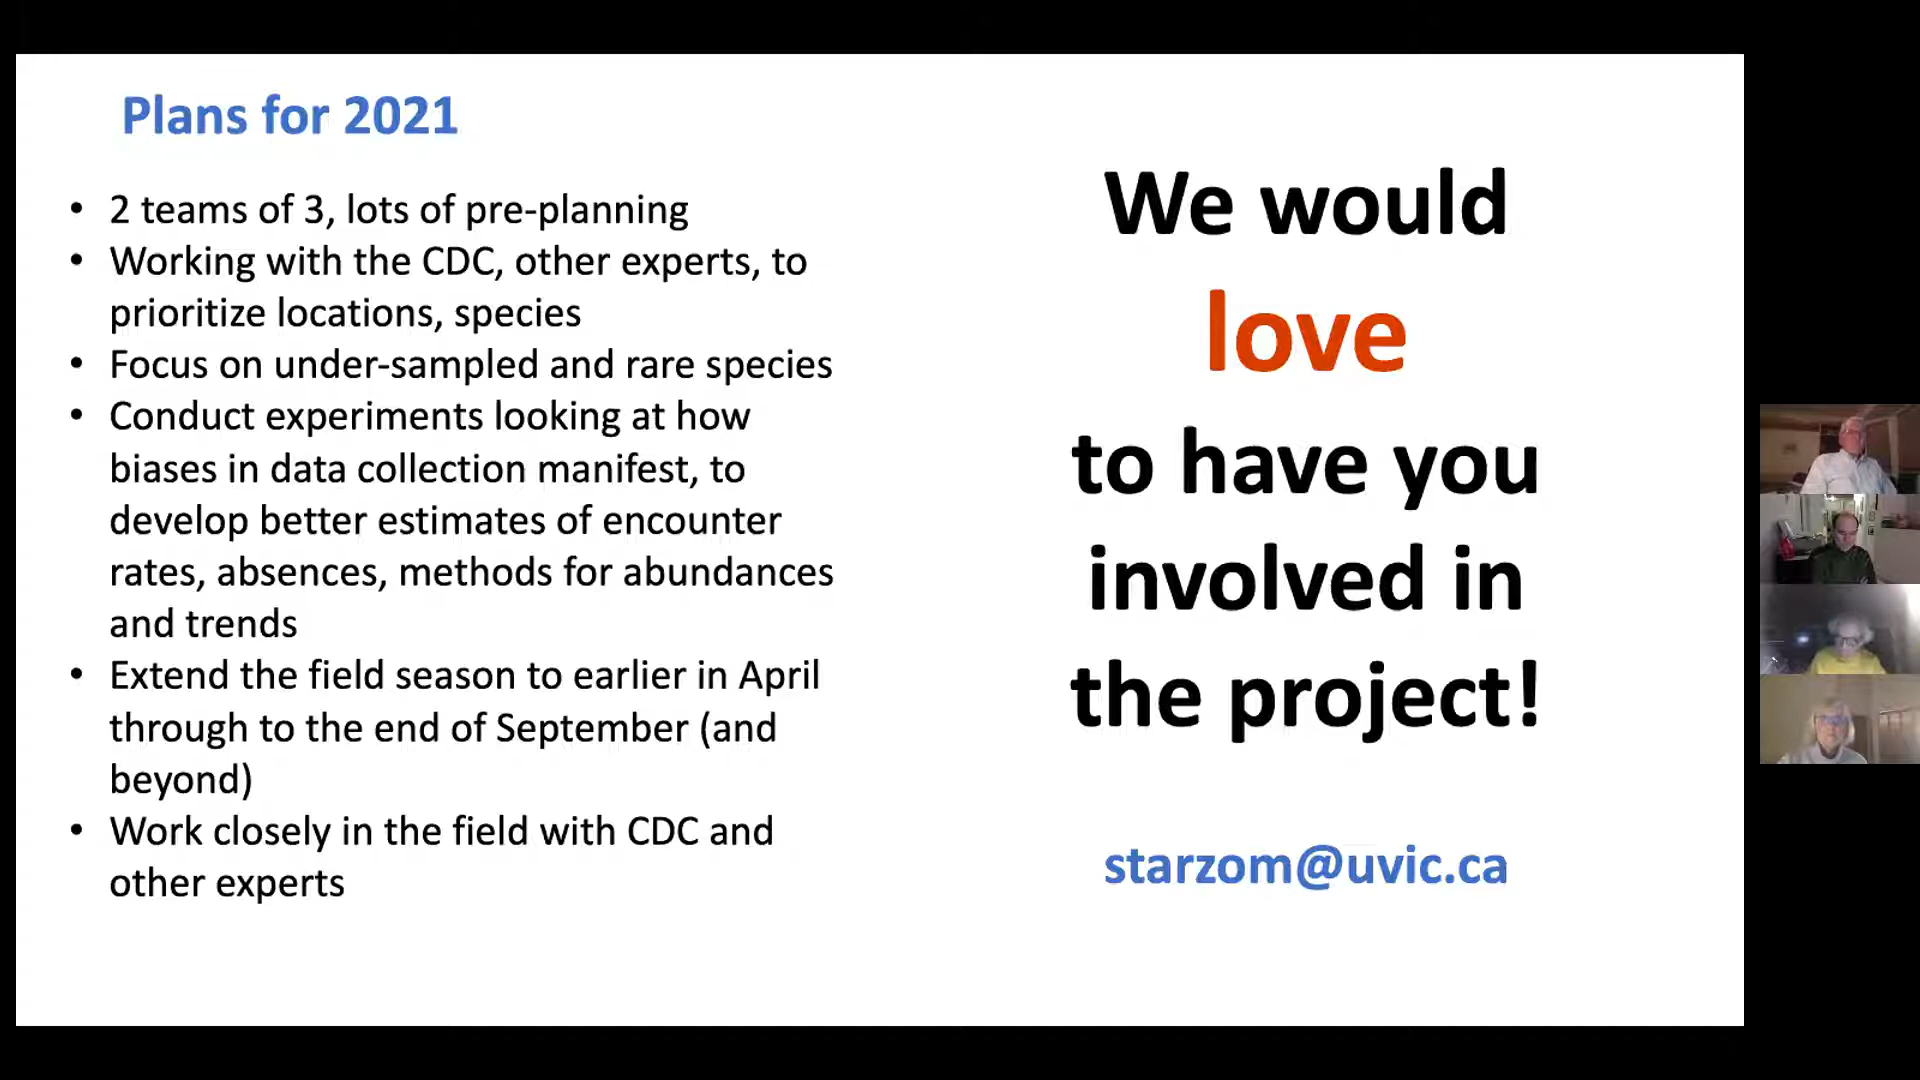 Plans for 2021
• 2 teams of 3, lots of pre-planning
• Working with the CDC, other experts, to
prioritize locations, species
• Focus on under-sampled and rare species
• Conduct experiments looking at how
biases in data collection manifest, to
develop better estimates of encounter
rates, absences, methods for abundances
and trends
• Extend the field season to earlier in April
through to the end of September (and
beyond)
• Work closely in the field with CDC and
other experts
We would
love
to have you
involved in
the project!
starzom@uvic.ca